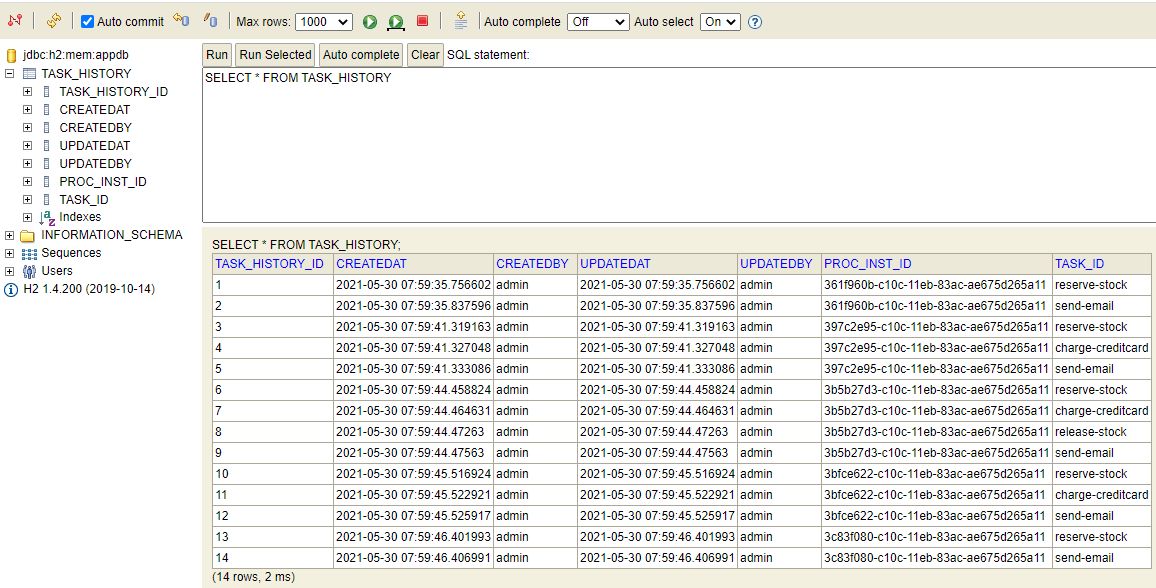 Auto commit Max rows: 1000 Auto complete Off Auto select On ?
jdbc:h2:mem:appdb
TASK_HISTORY
TASK_HISTORY_ID
CREATEDAT
CREATEDBY
UPDATEDAT
UPDATEDBY
PROC_INST_ID
TASK_ID
Indexes
INFORMATION_SCHEMA
Sequences
Users
H2 1.4.200 (2019-10-14)
Run Run Selected Auto complete Clear SQL statement:
SELECT * FROM TASK_HISTORY
SELECT * FROM TASK_HISTORY;
TASK_HISTORY_ID CREATEDAT CREATEDBY UPDATEDAT UPDATEDBY PROC_INST_ID TASK_ID
1 2021-05-30 07:59:35.756602 admin 2021-05-30 07:59:35.756602 admin 361f960b-c10c-11eb-83ac-ae675d265a11 reserve-stock
2 2021-05-30 07:59:35.837596 admin 2021-05-30 07:59:35.837596 admin 361f960b-c10c-11eb-83ac-ae675d265a11 send-email
3 2021-05-30 07:59:41.319163 admin 2021-05-30 07:59:41.319163 admin 397c2e95-c10c-11eb-83ac-ae675d265a11 reserve-stock
4 2021-05-30 07:59:41.327048 admin 2021-05-30 07:59:41.327048 admin 397c2e95-c10c-11eb-83ac-ae675d265a11 charge-creditcard
5 2021-05-30 07:59:41.333086 admin 2021-05-30 07:59:41.333086 admin 397c2e95-c10c-11eb-83ac-ae675d265a11 send-email
6 2021-05-30 07:59:44.458824 admin 2021-05-30 07:59:44.458824 admin 3b5b27d3-c10c-11eb-83ac-ae675d265a11 reserve-stock
7 2021-05-30 07:59:44.464631 admin 2021-05-30 07:59:44.464631 admin 3b5b27d3-c10c-11eb-83ac-ae675d265a11 charge-creditcard
8 2021-05-30 07:59:44.47263 admin 2021-05-30 07:59:44.47263 admin 3b5b27d3-c10c-11eb-83ac-ae675d265a11 release-stock
9 2021-05-30 07:59:44.47563 admin 2021-05-30 07:59:44.47563 admin 3b5b27d3-c10c-11eb-83ac-ae675d265a11 send-email
10 2021-05-30 07:59:45.516924 admin 2021-05-30 07:59:45.516924 admin 3bfce622-c10c-11eb-83ac-ae675d265a11 reserve-stock
11 2021-05-30 07:59:45.522921 admin 2021-05-30 07:59:45.522921 admin 3bfce622-c10c-11eb-83ac-ae675d265a11 charge-creditcard
12 2021-05-30 07:59:45.525917 admin 2021-05-30 07:59:45.525917 admin 3bfce622-c10c-11eb-83ac-ae675d265a11 send-email
13 2021-05-30 07:59:46.401993 admin 2021-05-30 07:59:46.401993 admin 3c83f080-c10c-11eb-83ac-ae675d265a11 reserve-stock
14 2021-05-30 07:59:46.406991 admin 2021-05-30 07:59:46.406991 admin 3c83f080-c10c-11eb-83ac-ae675d265a11 send-email
(14 rows, 2 ms)